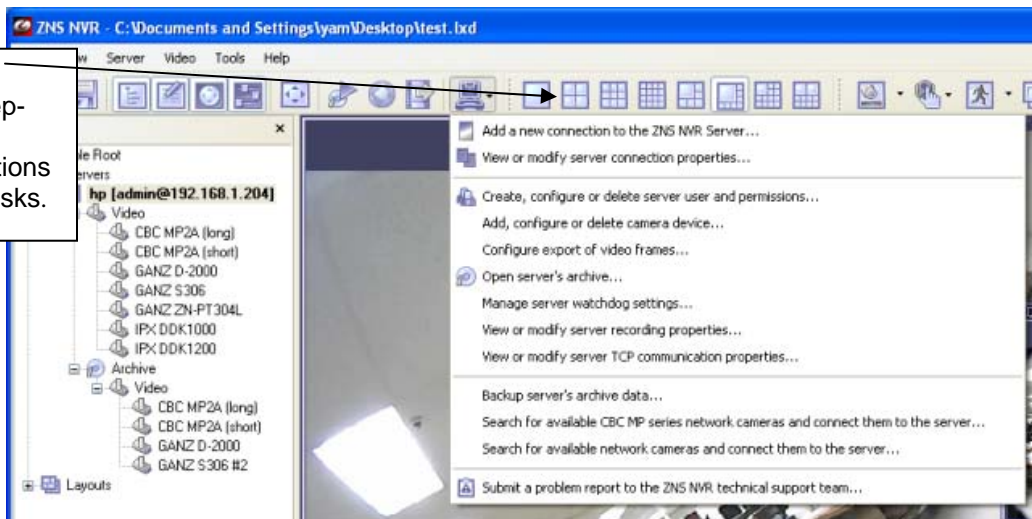 ZNS NVR - C:\Documents and Settings\yam\Desktop\test.lxd
Server Video Tools Help
ep-
tions
sks.
Root
hp [admin@192.168.1.204]
Video
CBC MP2A (long)
CBC MP2A (short)
GANZ D-2000
GANZ S306
GANZ ZN-PT304L
IPX DDK1000
IPX DDK1200
Archive
Video
CBC MP2A (long)
CBC MP2A (short)
GANZ D-2000
GANZ S306 #2
Layouts
Add a new connection to the ZNS NVR Server...
View or modify server connection properties...
Create, configure or delete server user and permissions...
Add, configure or delete camera device...
Configure export of video frames...
Open server's archive...
Manage server watchdog settings...
View or modify server recording properties...
View or modify server TCP communication properties...
Backup server's archive data...
Search for available CBC MP series network cameras and connect them to the server...
Search for available network cameras and connect them to the server...
Submit a problem report to the ZNS NVR technical support team...